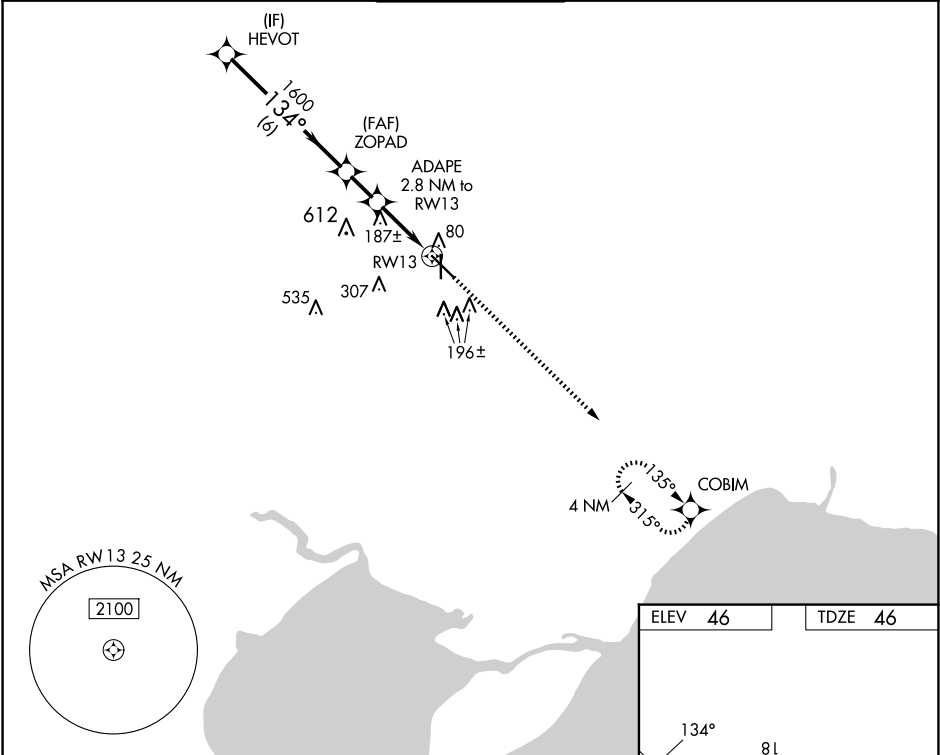 (IF)
HEVOT
1600
134°
(6)
(FAF)
ZOPAD
ADAPE
2.8 NM to
RW13
612
187±
80
RW13
307
535
196±
135°
COBIM
4 NM
315°
MSA RW13 25 NM
2100
ELEV 46
TDZE 46
134°
18